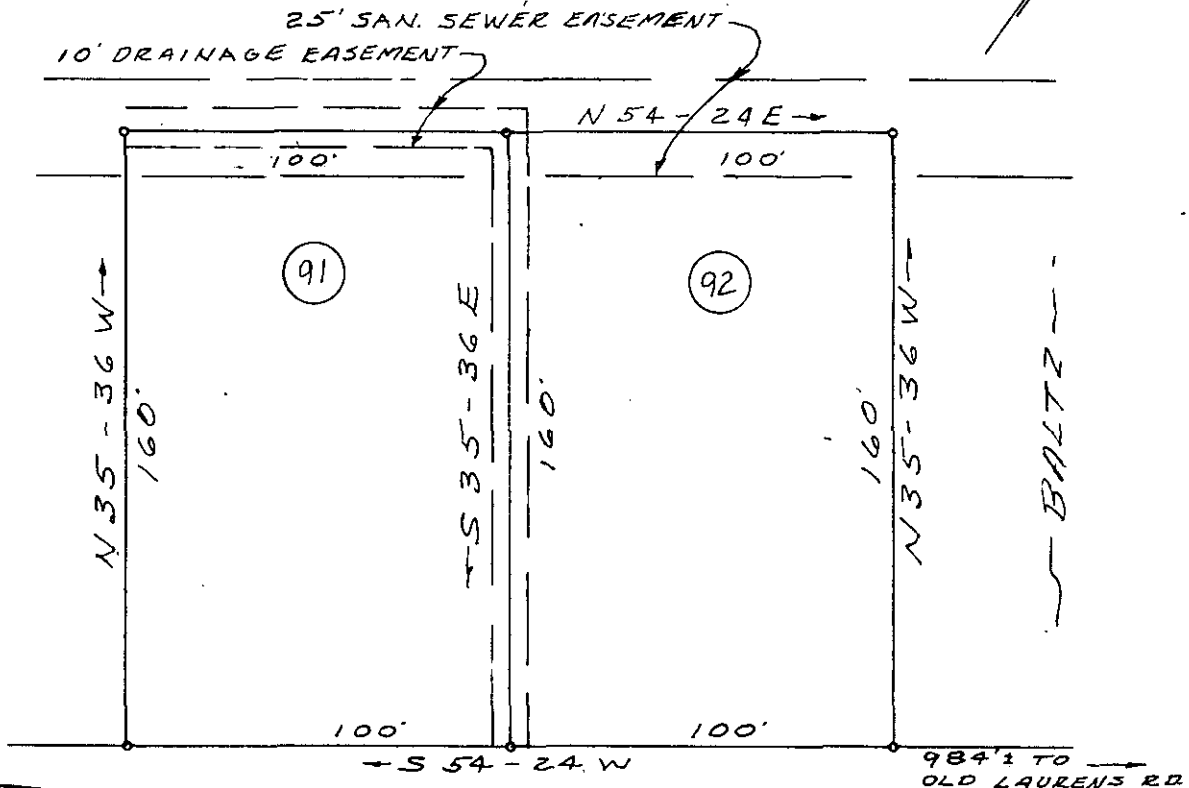 25' SAN. SEWER EASEMENT
10' DRAINAGE EASEMENT
N 54 - 24 E
100'
100'
91
92
N 35 - 36 W
160'
S 35 - 36 E
160'
160'
N 35 - 36 W
BALTZ
100'
100'
S 54 - 24. W
984'± TO
OLD LAURENS RD.